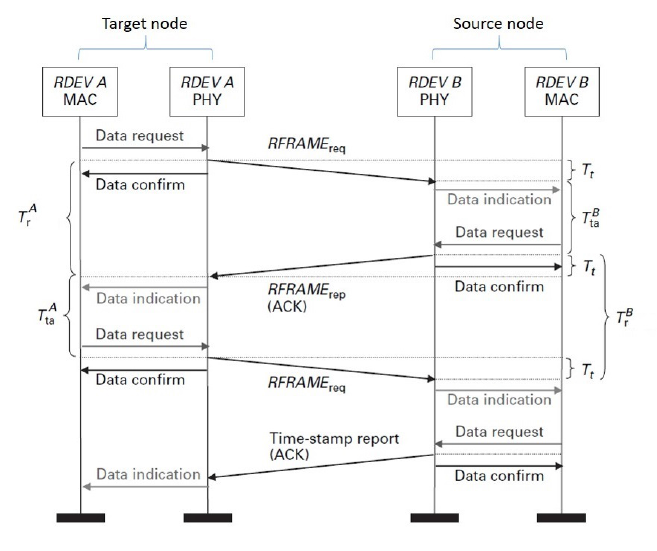 Target node
Source node
RDEV A
MAC
RDEV A
PHY
RDEV B
PHY
RDEV B
MAC
Data request
RFRAMEreq
Data confirm
Tt
Data indication
TrA
TtaB
Data request
Tt
Data confirm
RFRAMErep
(ACK)
Data indication
TtaA
TrB
Data request
Data confirm
RFRAMEreq
Tt
Data indication
Time-stamp report
(ACK)
Data request
Data indication
Data confirm